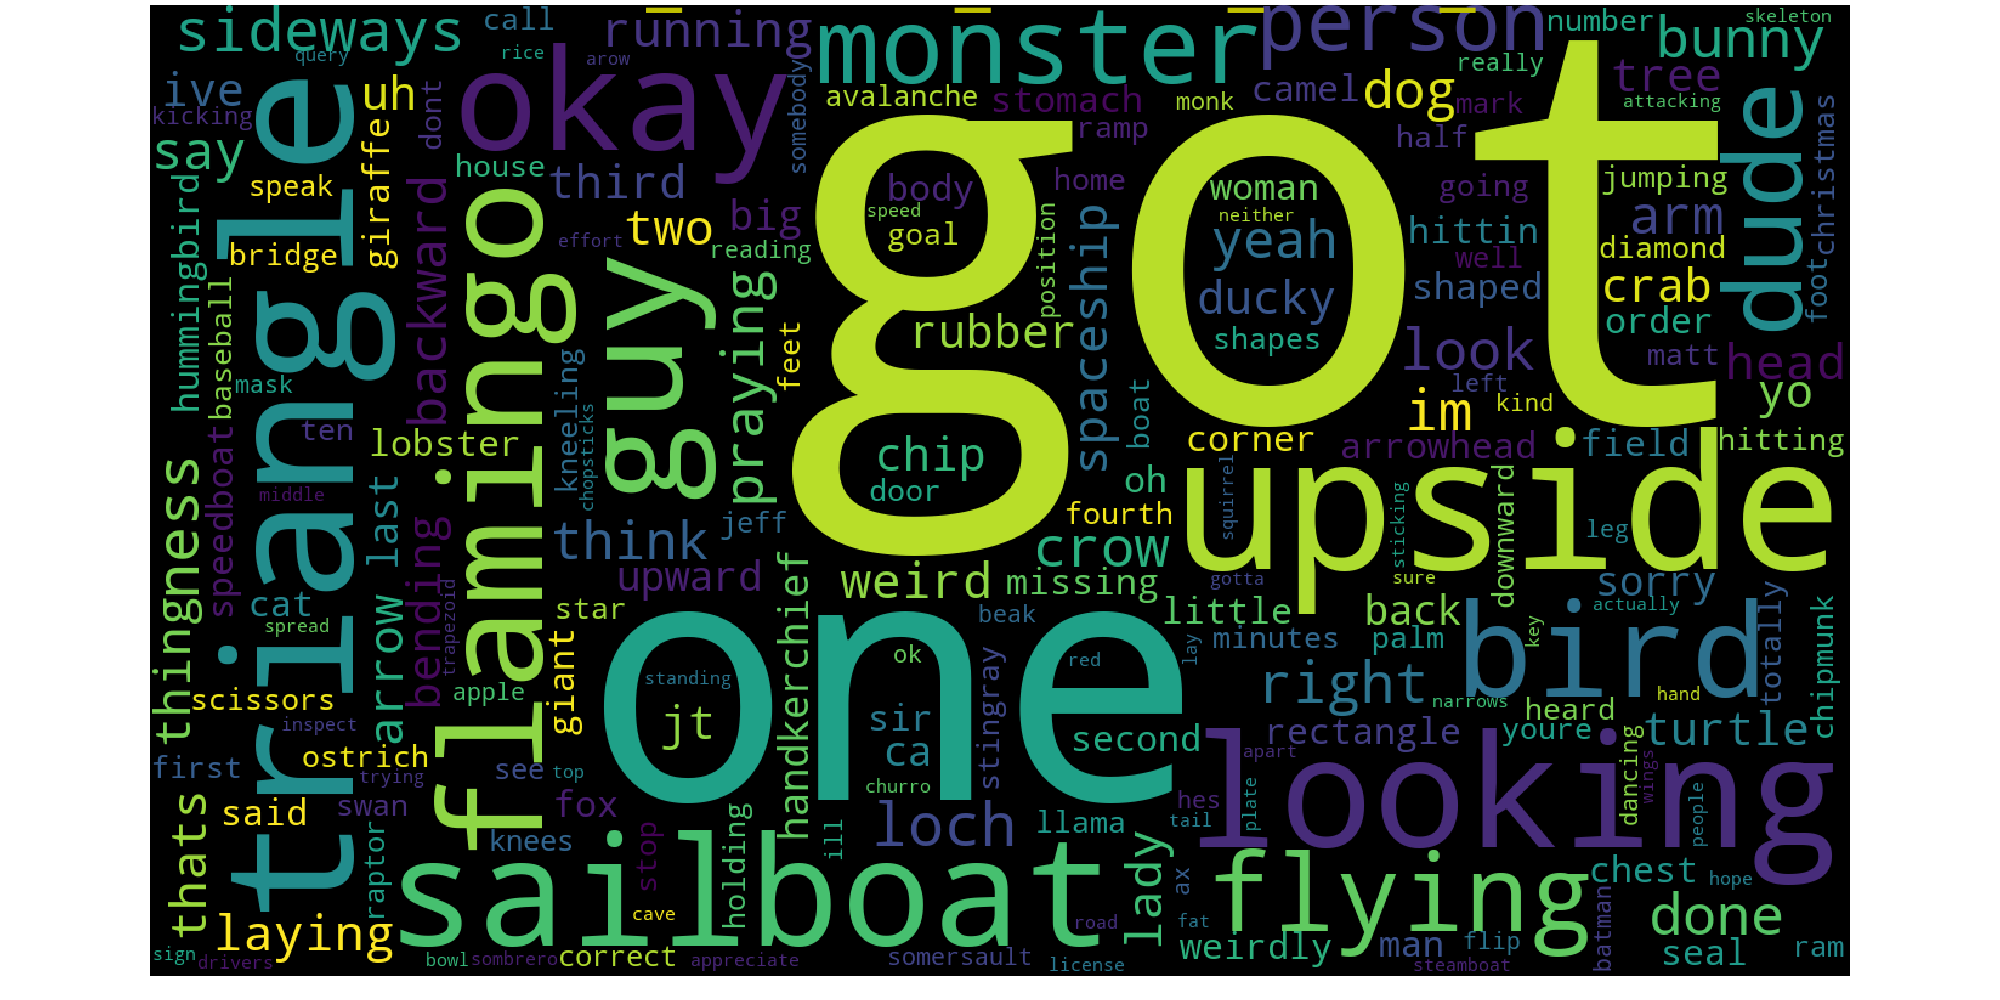 sideways
call
running
monster
person
number
skeleton
bunny
query
rice
arow
okay
somebody
really
ive
uh
avalanche
stomach
monk
camel
dog
mark
tree
attacking
kicking
dont
ramp
half
dude
christmas
say
house
third
got
body
home
woman
going
jumping
speak
giraffe
hummingbird
big
two
speed
goal
neither
yeah
hittin
arm
bridge
effort
reading
position
spaceship
well
diamond
foot
triangle
backward
flamingo
guy
praying
ducky
shaped
crab
baseball
rubber
shapes
order
feet
look
matt
head
mask
kneeling
boat
left
im
kind
yo
ten
chopsticks
lobster
chip
corner
arrowhead
field
hitting
door
oh
squirrel
upside
speedboat
middle
thingness
last
bending
jeff
fourth
sticking
downward
leg
think
crow
upward
weird
missing
gotta
sure
sorry
cat
trapezoid
star
handkerchief
beak
little
back
actually
spread
arrow
giant
one
ok
minutes
palm
key
totally
chipmunk
bird
scissors
apple
standing
red
lay
right
narrows
hand
inspect
jt
sir
stingray
second
rectangle
heard
youre
turtle
ostrich
ca
first
trying
see
top
churro
apart
looking
dancing
wings
thats
said
swan
fox
hes
plate
people
knees
holding
loch
llama
tail
raptor
stop
ill
lady
ax
flying
chest
hope
laying
sailboat
cave
road
fat
batman
done
sign
drivers
bowl
sombrero
correct
appreciate
somersault
license
weirdly
man
flip
steamboat
seal
ram